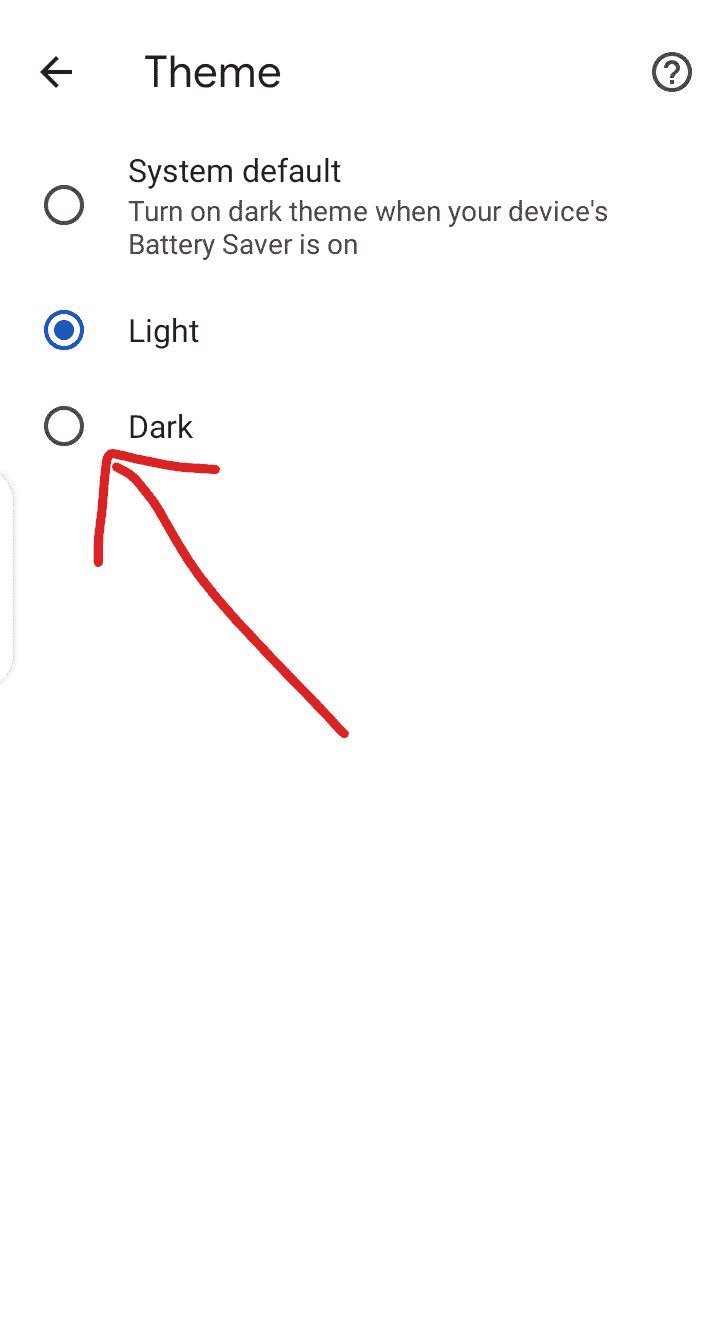 Theme
System default
Turn on dark theme when your device's
Battery Saver is on
Light
Dark